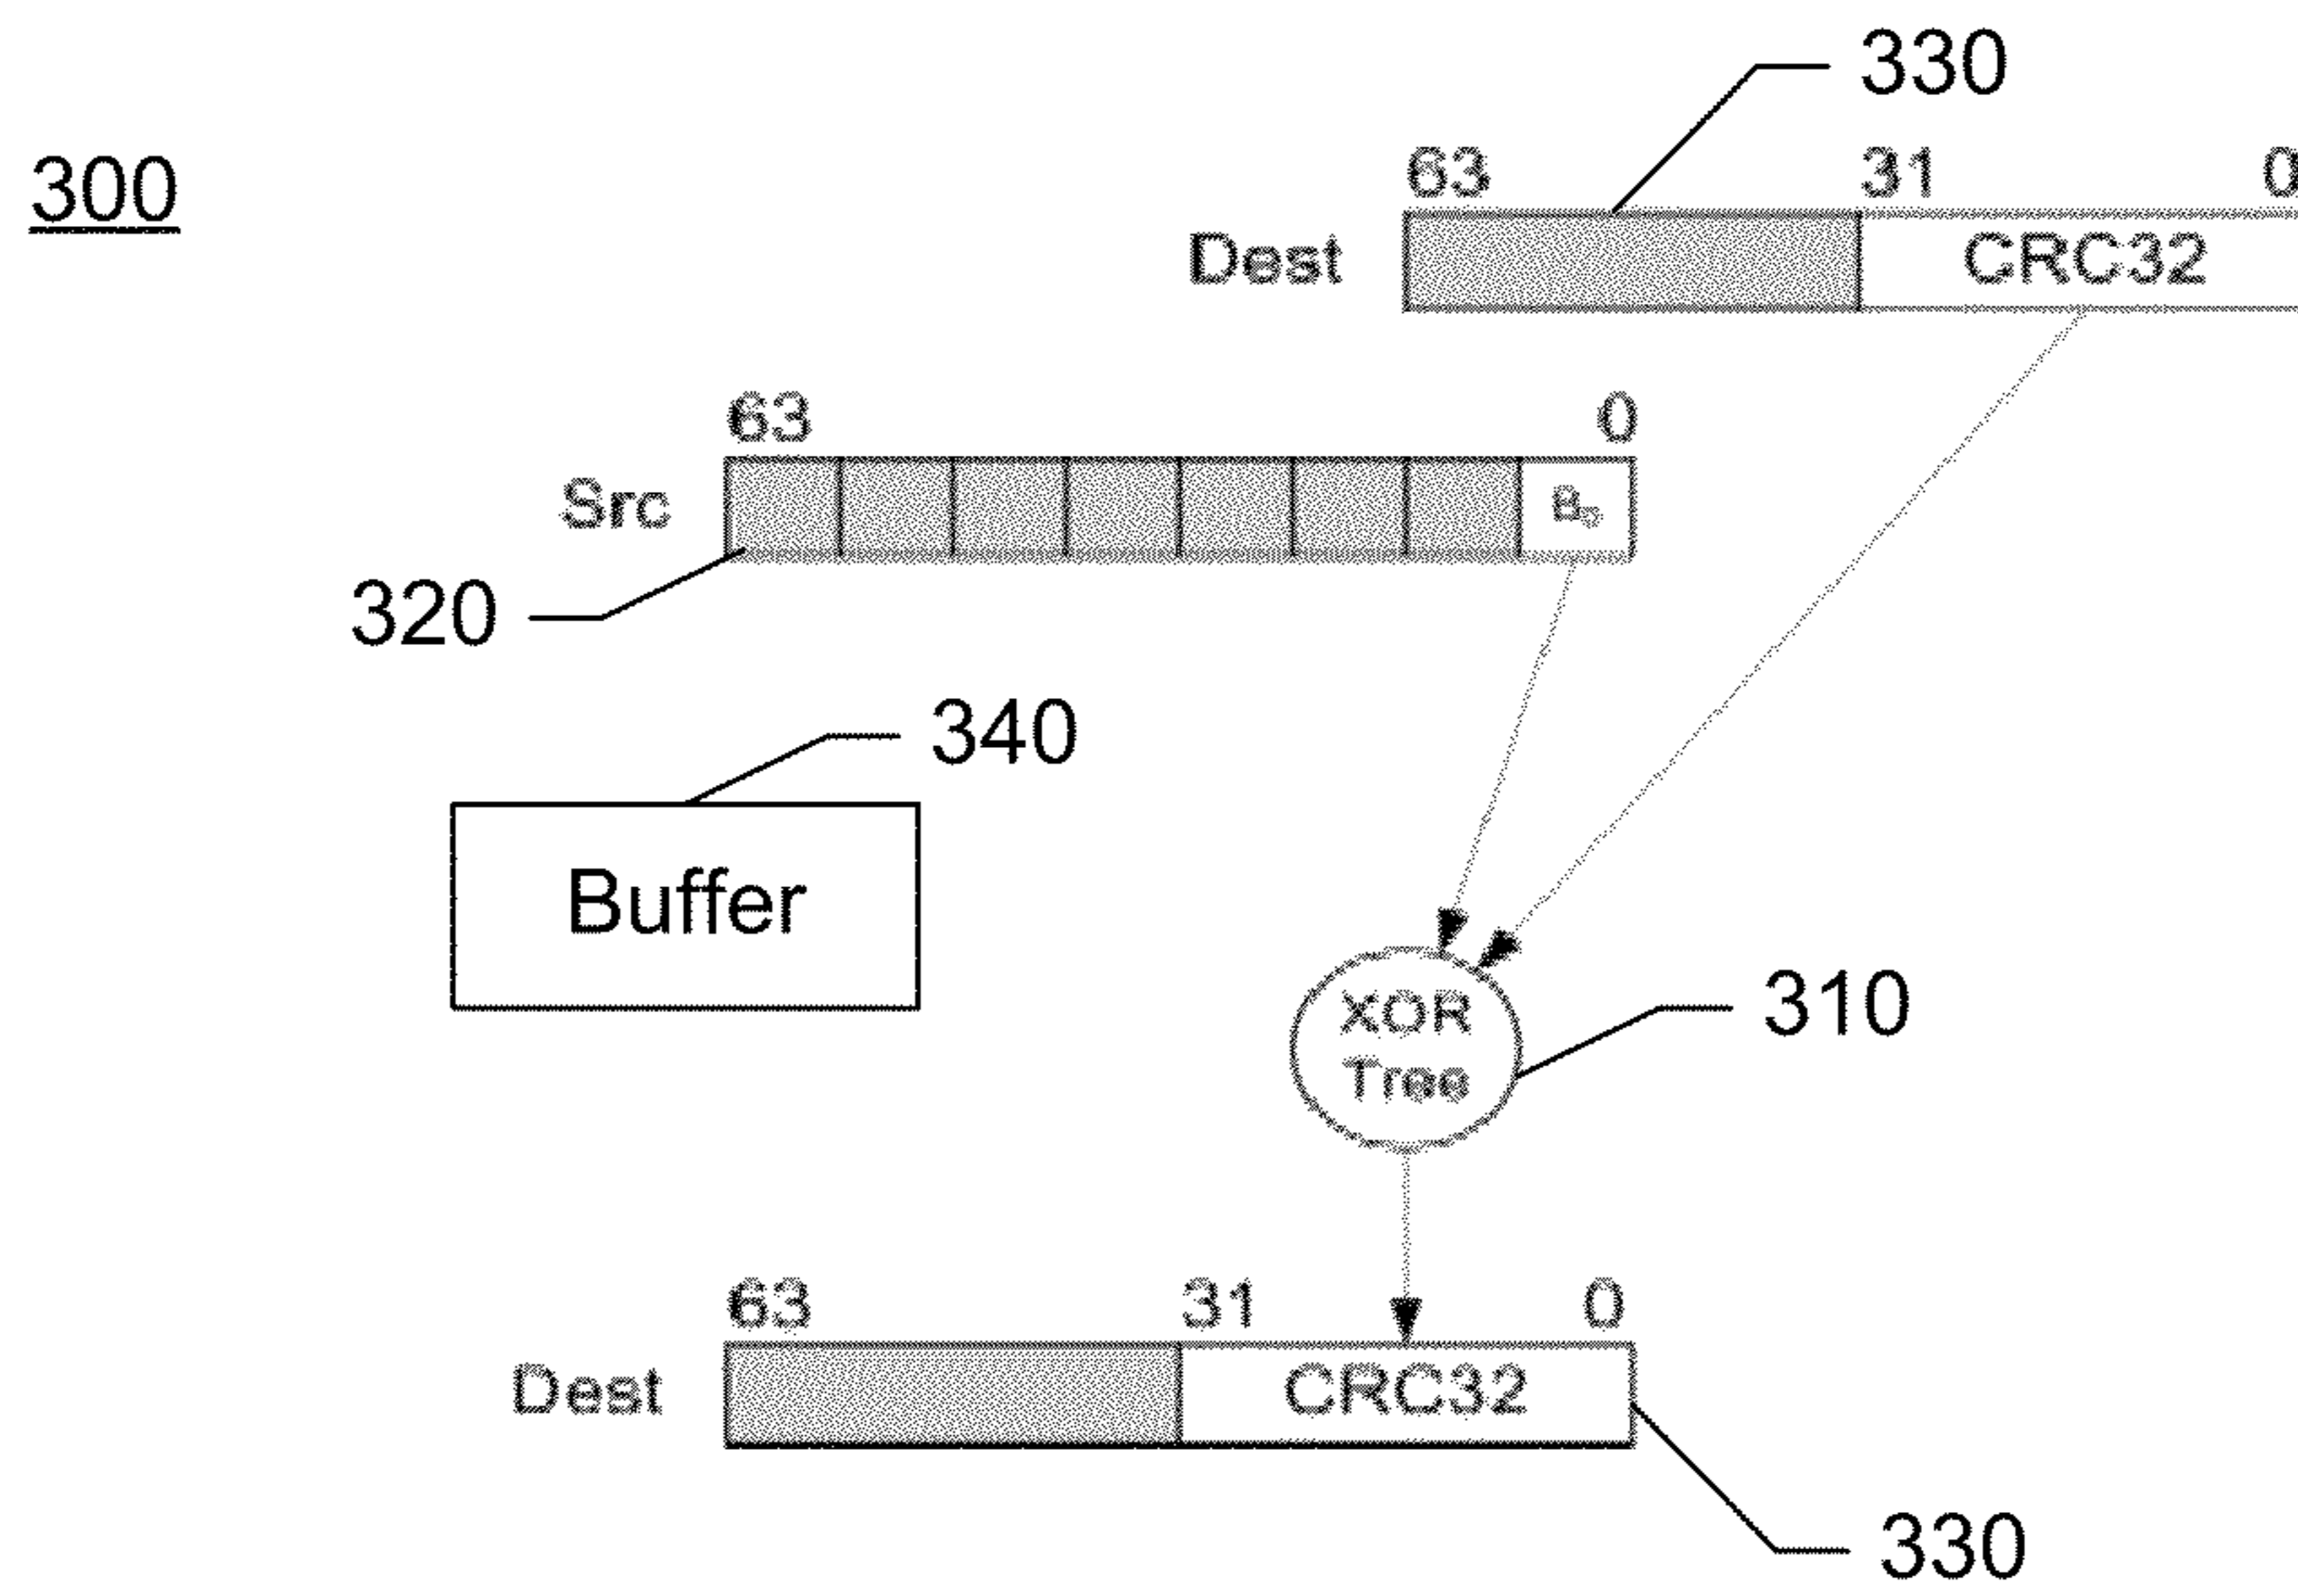 330
300
63 31 0
Dest CRC32
63 0
Src B₀
320
340
Buffer
XOR
Tree
310
63 31 0
Dest CRC32
330